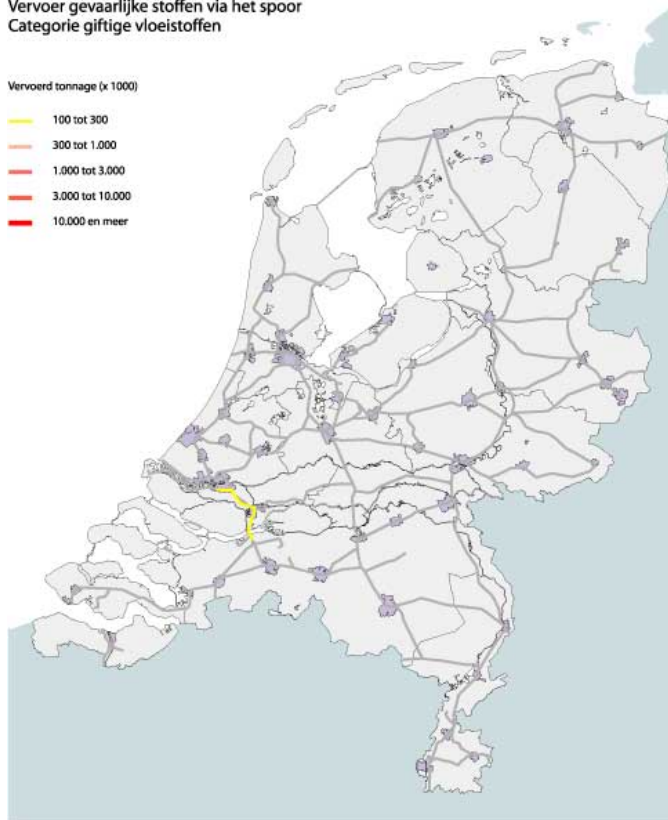 Vervoer gevaarlijke stoffen via het spoor
Categorie giftige vloeistoffen
Vervoerd tonnage (x 1000)
100 tot 300
300 tot 1.000
1.000 tot 3.000
3.000 tot 10.000
10.000 en meer